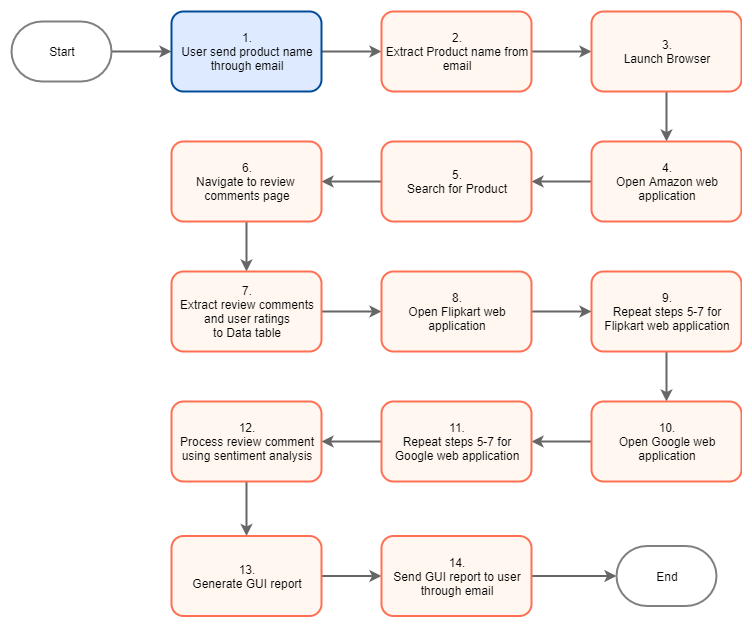 Start
1.
User send product name
through email
2.
Extract Product name from
email
3.
Launch Browser
4.
Open Amazon web
application
5.
Search for Product
6.
Navigate to review
comments page
7.
Extract review comments
and user ratings
to Data table
8.
Open Flipkart web
application
9.
Repeat steps 5-7 for
Flipkart web application
10.
Open Google web
application
11.
Repeat steps 5-7 for
Google web application
12.
Process review comment
using sentiment analysis
13.
Generate GUI report
14.
Send GUI report to user
through email
End